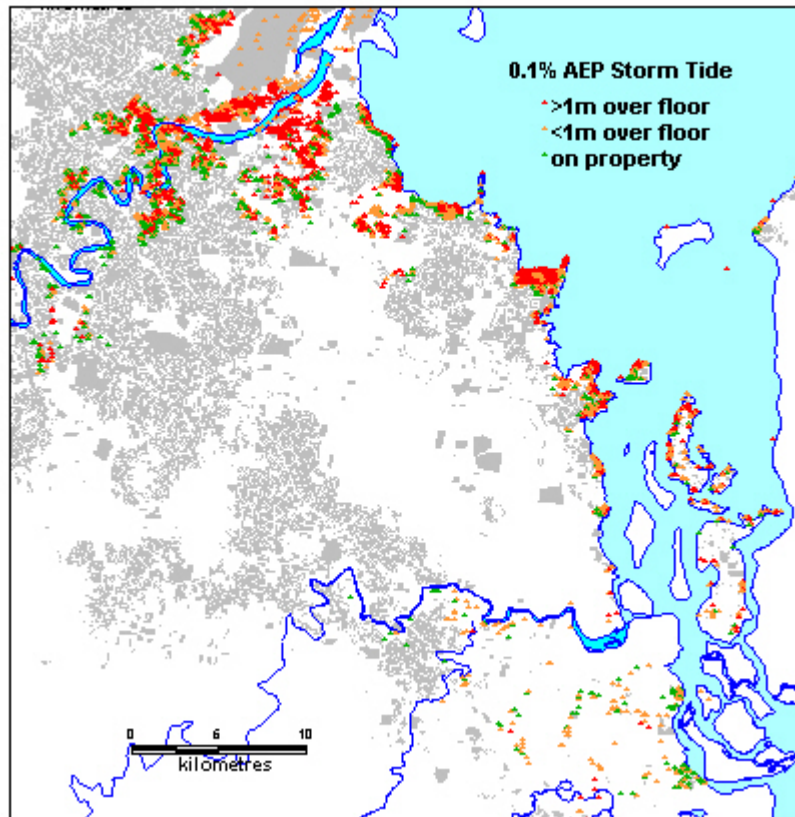 0.1% AEP Storm Tide
>1m over floor
<1m over floor
on property
0 6 10
kilometres